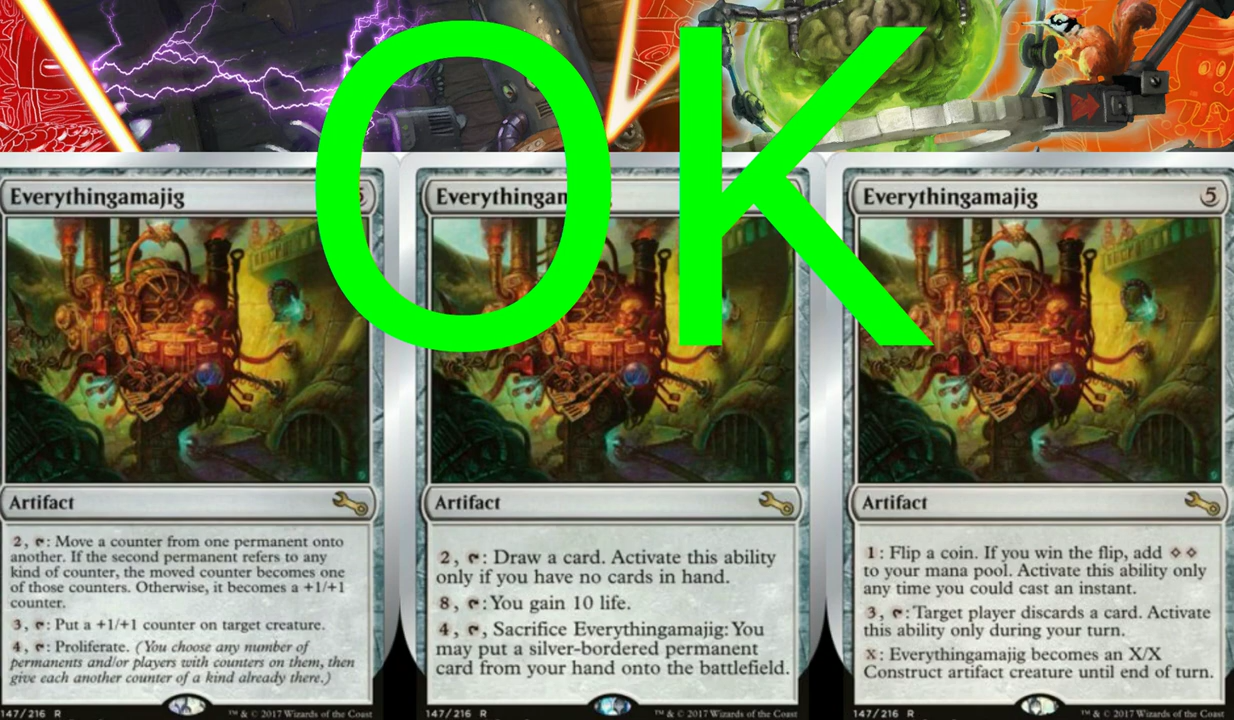 OK
Everythingamajig
Artifact
2, T: Move a counter from one permanent onto
another. If the second permanent refers to any
kind of counter, the moved counter becomes one
of those counters. Otherwise, it becomes a +1/+1
counter.
3, T: Put a +1/+1 counter on target creature.
4, T: Proliferate. (You choose any number of
permanents and/or players with counters on them, then
give each another counter of a kind already there.)
147/216 R
™ & © 2017 Wizards of the Coast
Everythingam
Artifact
2, T: Draw a card. Activate this ability
only if you have no cards in hand.
8, T: You gain 10 life.
4, T, Sacrifice Everythingamajig: You
may put a silver-bordered permanent
card from your hand onto the battlefield.
147/216 R
™ & © 2017 Wizards of the Coast
Everythingamajig 5
Artifact
1: Flip a coin. If you win the flip, add ◇◇
to your mana pool. Activate this ability only
any time you could cast an instant.
3, T: Target player discards a card. Activate
this ability only during your turn.
X: Everythingamajig becomes an X/X
Construct artifact creature until end of turn.
147/216 R
™ & © 2017 Wizards of the Coast